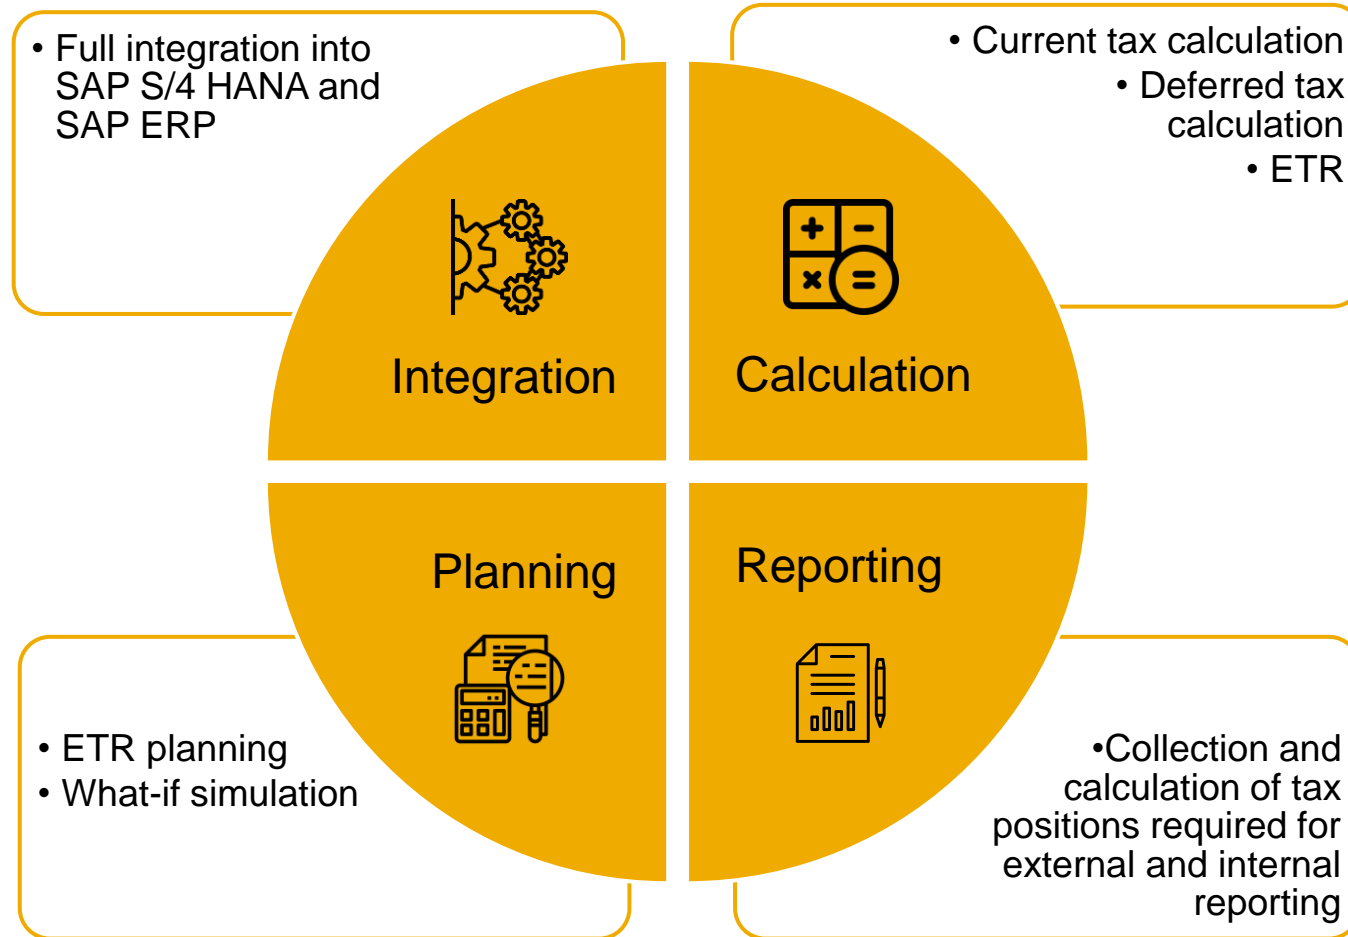 • Full integration into
SAP S/4 HANA and
SAP ERP
• Current tax calculation
• Deferred tax
calculation
• ETR
Integration
Calculation
Planning
Reporting
• ETR planning
• What-if simulation
•Collection and
calculation of tax
positions required for
external and internal
reporting